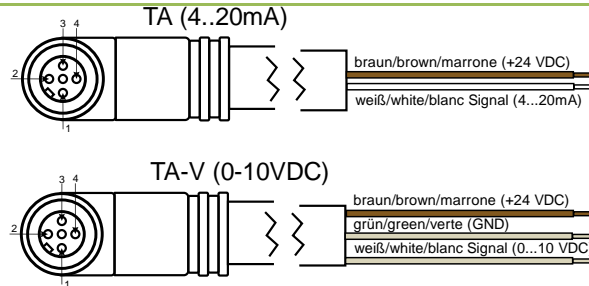 TA (4..20mA)
3 4
2
1
braun/brown/marrone (+24 VDC)
weiß/white/blanc Signal (4...20mA)
TA-V (0-10VDC)
3 4
2
1
braun/brown/marrone (+24 VDC)
grün/green/verte (GND)
weiß/white/blanc Signal (0...10 VDC